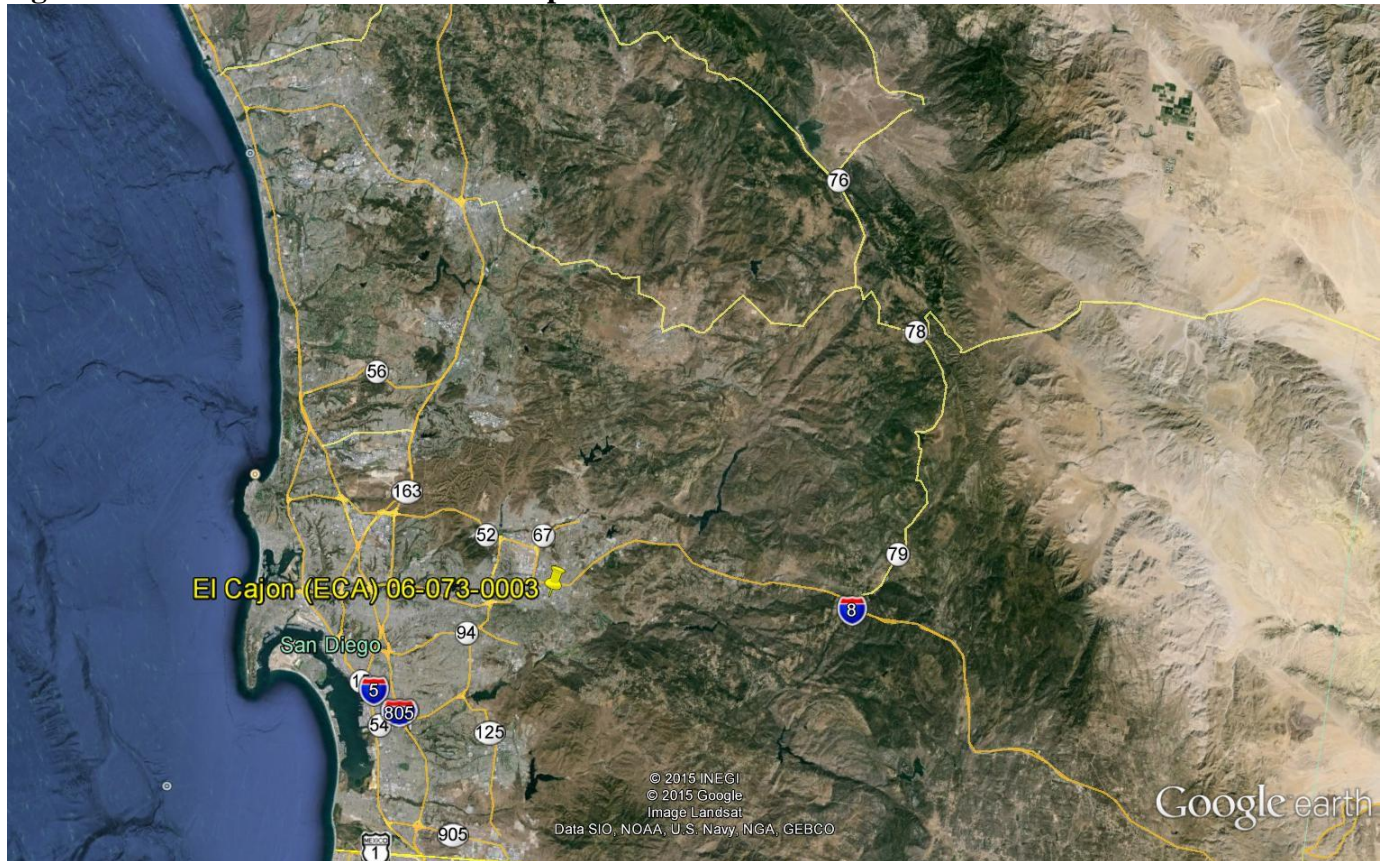 76
78
56
163
52
67
79
El Cajon (ECA) 06-073-0003
8
94
San Diego
5
805
54
125
© 2015 INEGI
© 2015 Google
Image Landsat
Data SIO, NOAA, U.S. Navy, NGA, GEBCO
Google earth
905
MEXICO
1